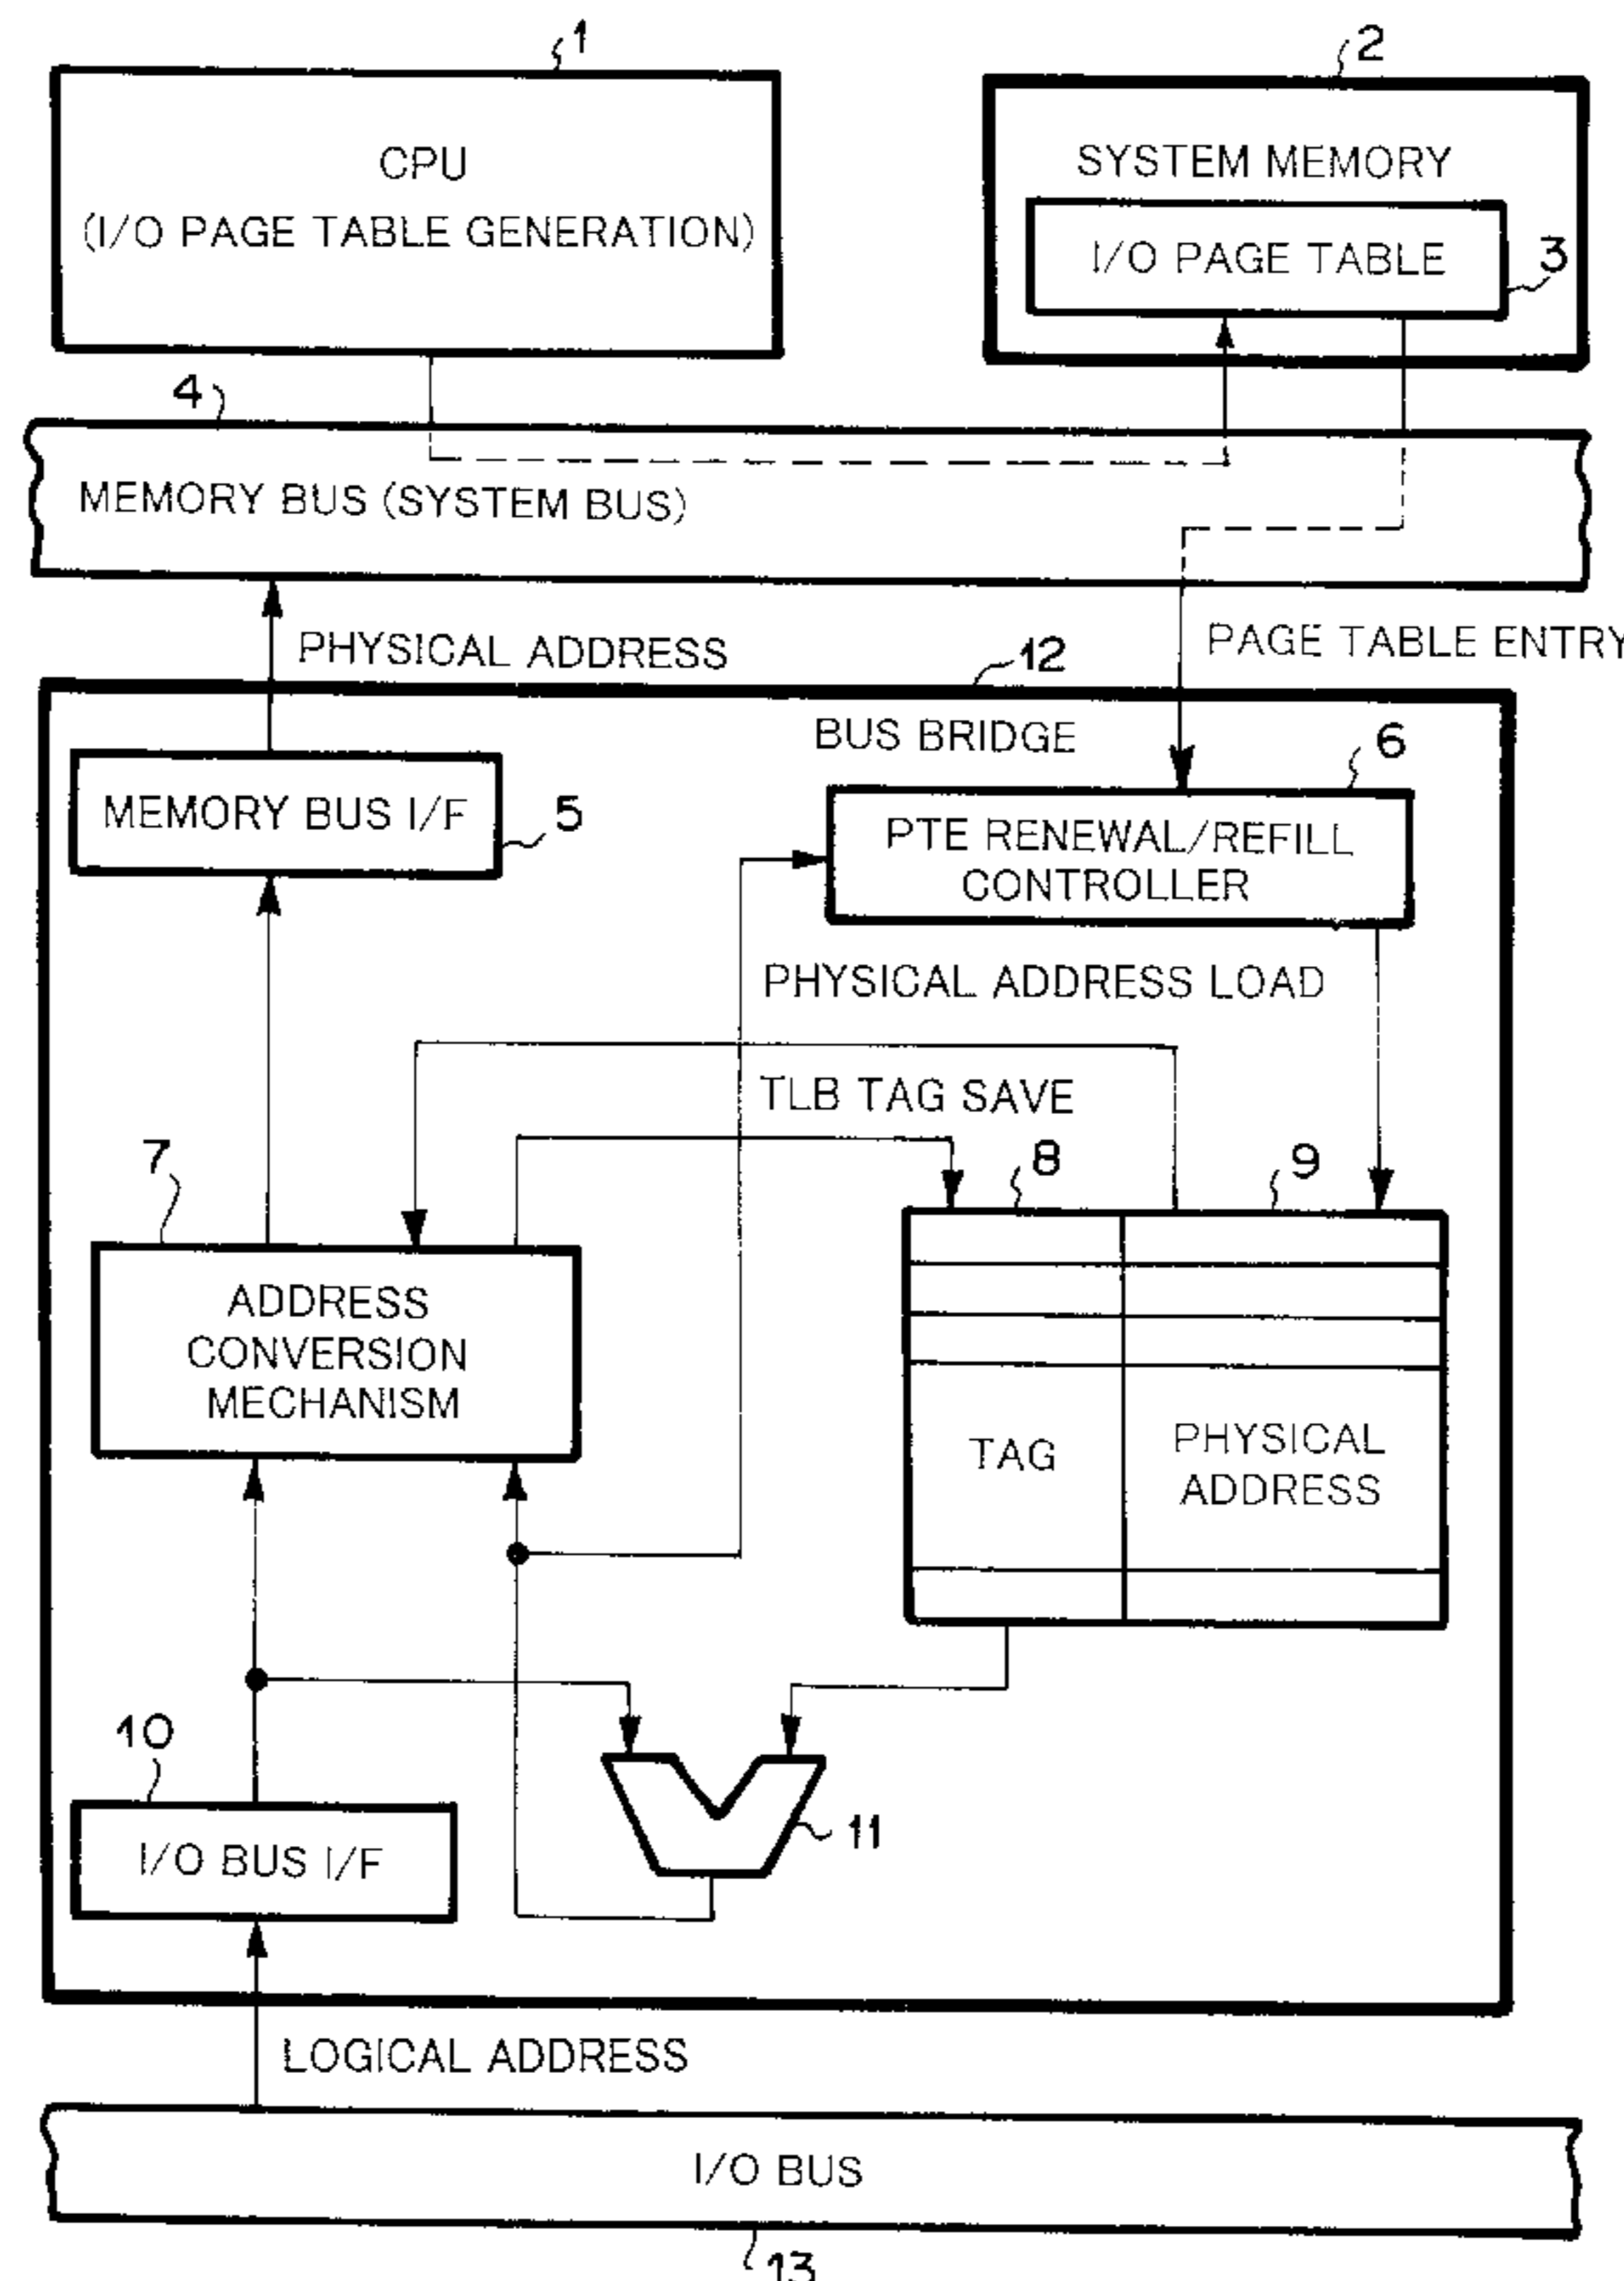 1
2
CPU
(I/O PAGE TABLE GENERATION)
SYSTEM MEMORY
I/O PAGE TABLE
3
4
MEMORY BUS (SYSTEM BUS)
PHYSICAL ADDRESS
PAGE TABLE ENTRY
12
BUS BRIDGE
6
MEMORY BUS I/F
5
PTE RENEWAL/REFILL
CONTROLLER
PHYSICAL ADDRESS LOAD
TLB TAG SAVE
7
8
9
ADDRESS
CONVERSION
MECHANISM
TAG
PHYSICAL
ADDRESS
10
I/O BUS I/F
11
LOGICAL ADDRESS
I/O BUS
13